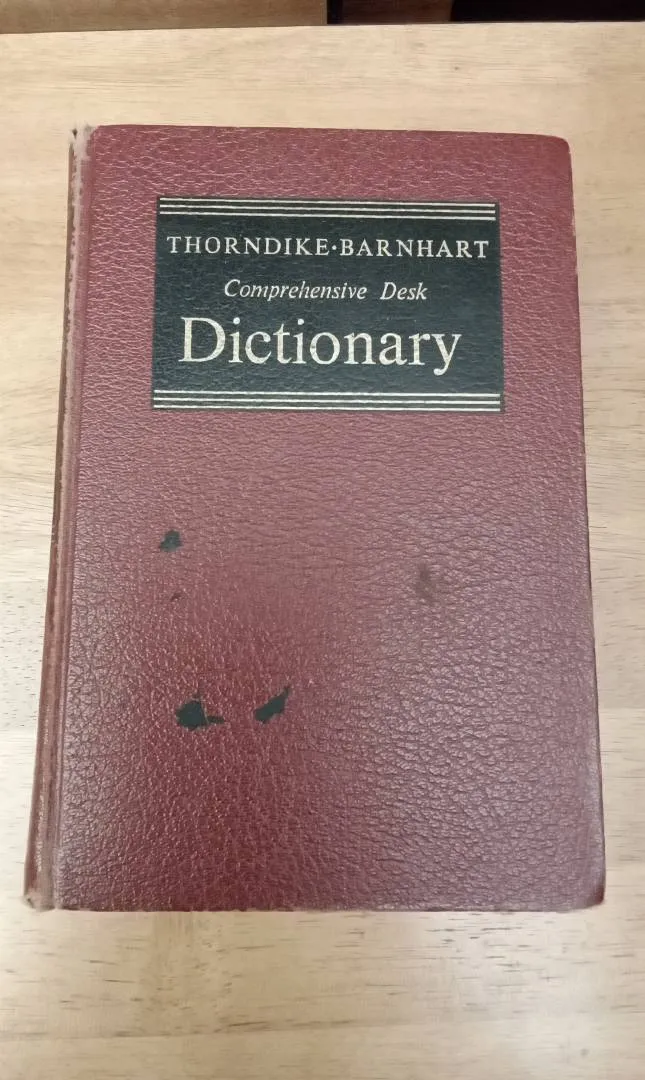 THORNDIKE·BARNHART
Comprehensive Desk
Dictionary